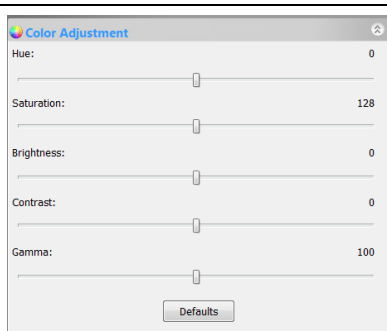 Color Adjustment
Hue: 0
Saturation: 128
Brightness: 0
Contrast: 0
Gamma: 100
Defaults